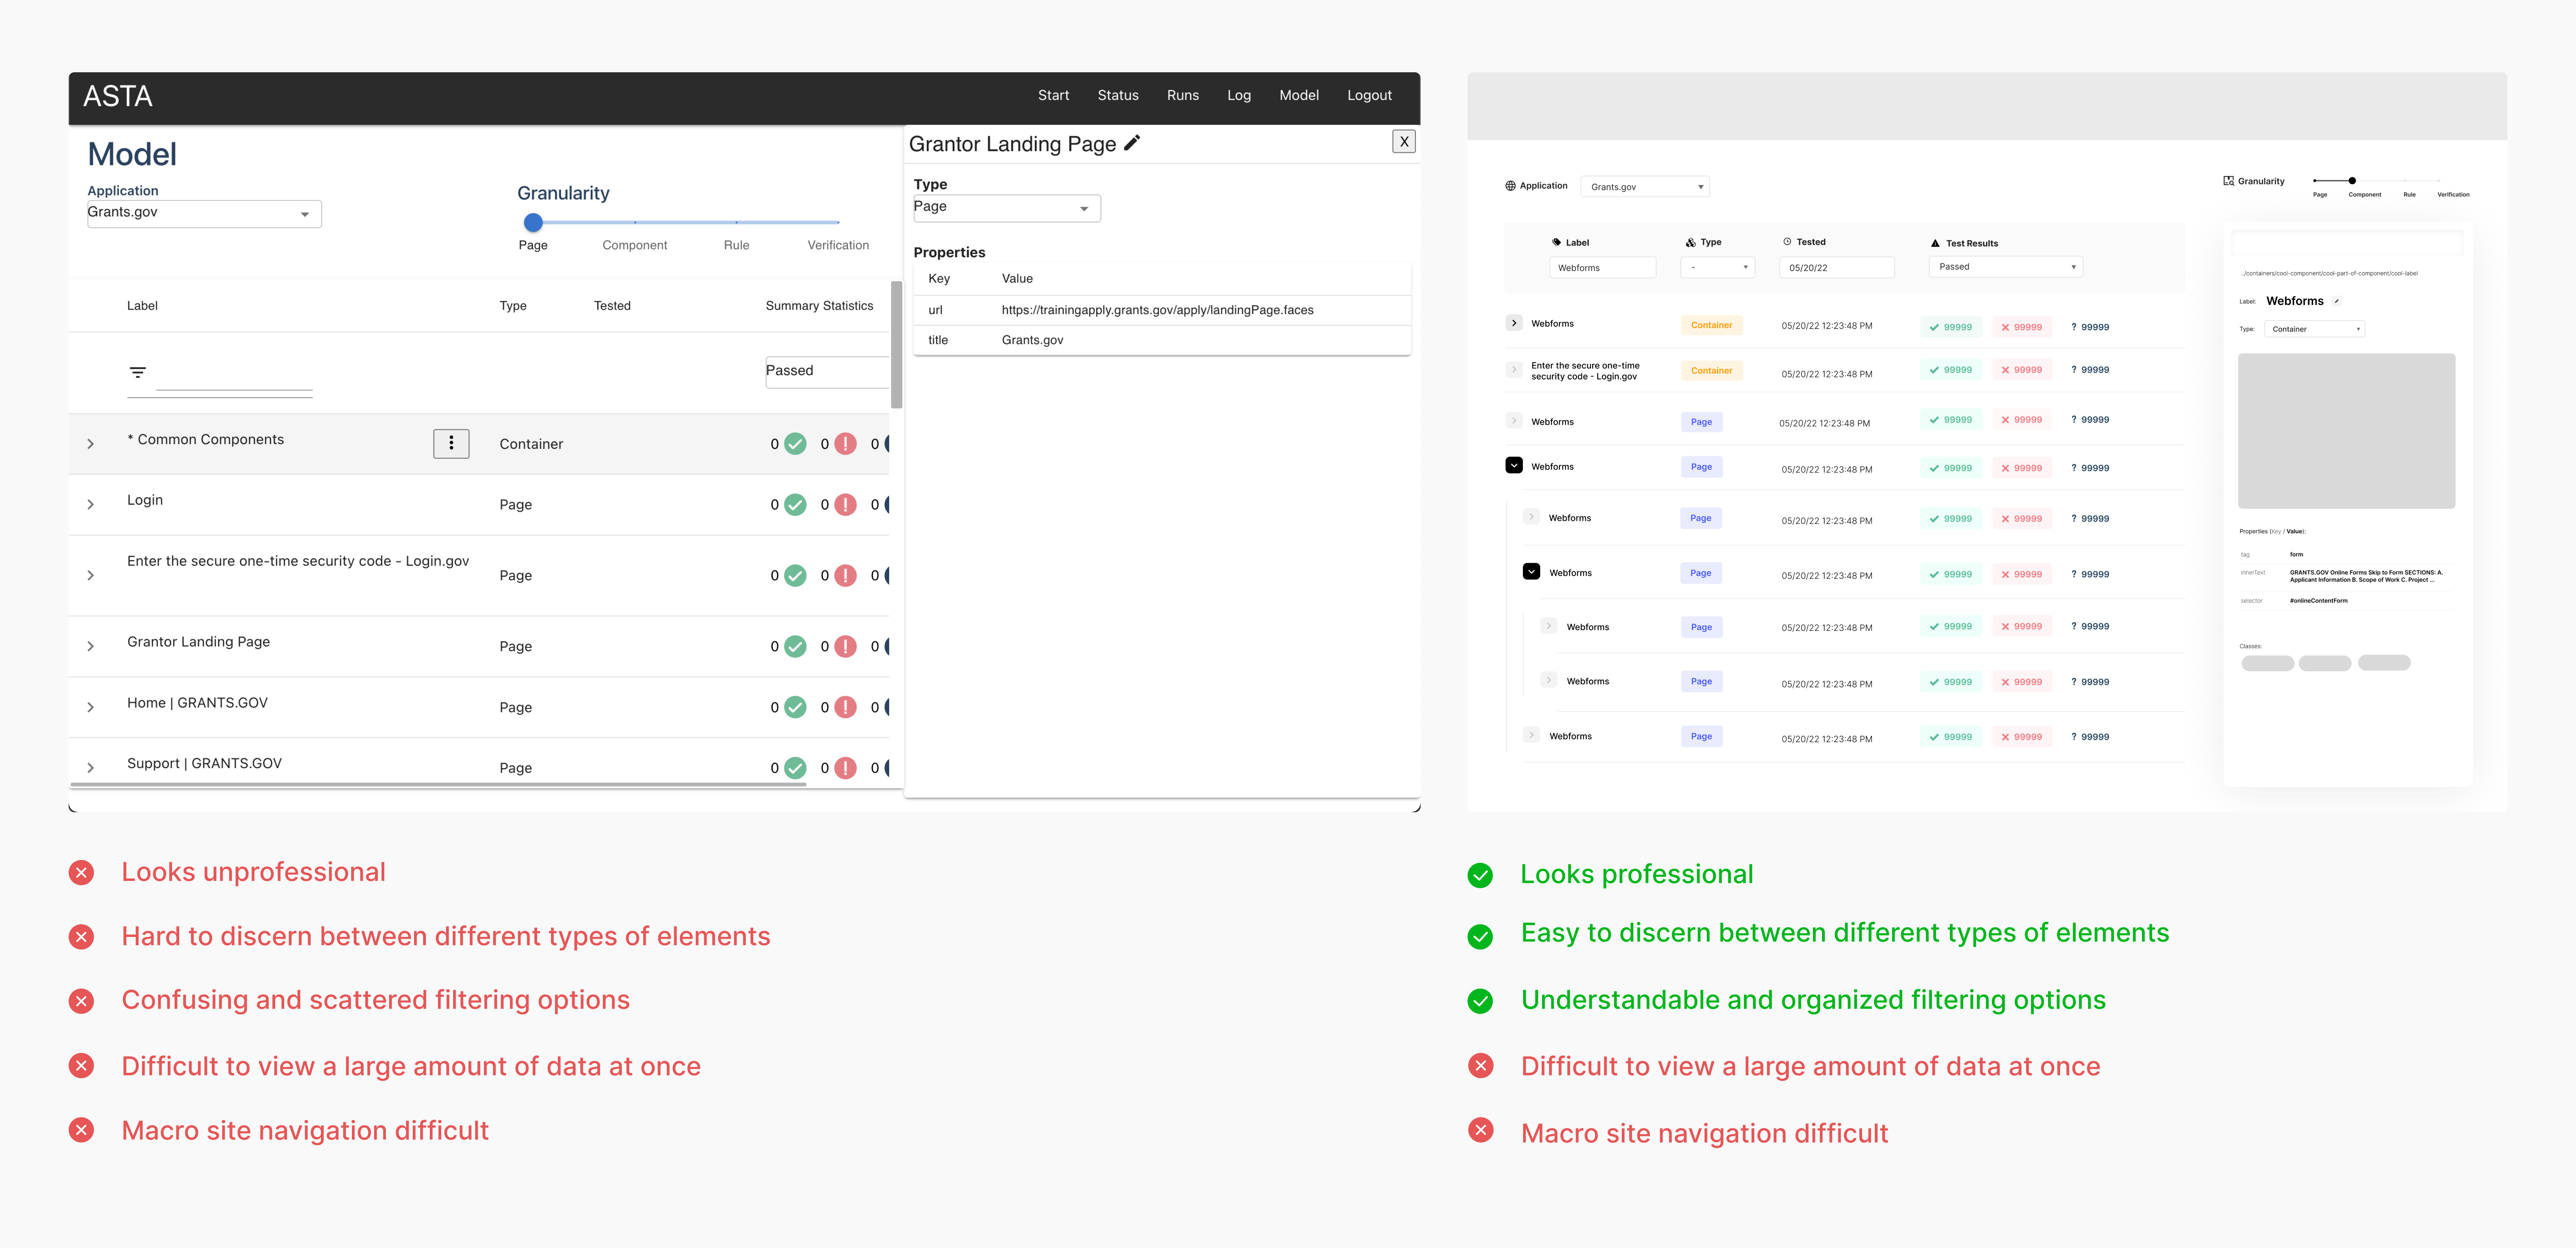 ASTA
Start Status Runs Log Model Logout
Model
Application
Grants.gov
Granularity
Page Component Rule Verification
Label Type Tested Summary Statistics
Passed
* Common Components Container 0 0 0
Login Page 0 0 0
Enter the secure one-time security code - Login.gov Page 0 0 0
Grantor Landing Page Page 0 0 0
Home | GRANTS.GOV Page 0 0 0
Support | GRANTS.GOV Page 0 0 0
Grantor Landing Page X
Type
Page
Properties
Key Value
url https://trainingapply.grants.gov/apply/landingPage.faces
title Grants.gov
Looks unprofessional
Hard to discern between different types of elements
Confusing and scattered filtering options
Difficult to view a large amount of data at once
Macro site navigation difficult
Application Grants.gov
Granularity
Page Component Rule Verification
Label Type Tested Test Results
Webforms - 05/20/22 Passed
Webforms Container 05/20/22 12:23:48 PM 99999 99999 ? 99999
Enter the secure one-time
security code - Login.gov Container 05/20/22 12:23:48 PM 99999 99999 ? 99999
Webforms Page 05/20/22 12:23:48 PM 99999 99999 ? 99999
Webforms Page 05/20/22 12:23:48 PM 99999 99999 ? 99999
Webforms Page 05/20/22 12:23:48 PM 99999 99999 ? 99999
Webforms Page 05/20/22 12:23:48 PM 99999 99999 ? 99999
Webforms Page 05/20/22 12:23:48 PM 99999 99999 ? 99999
Webforms Page 05/20/22 12:23:48 PM 99999 99999 ? 99999
Webforms Page 05/20/22 12:23:48 PM 99999 99999 ? 99999
../containers/cool-component/cool-part-of-component/cool-label
Label: Webforms
Type: Container
Properties (Key / Value):
tag form
innerText GRANTS.GOV Online Forms Skip to Form SECTIONS: A.
Applicant Information B. Scope of Work C. Project ...
selector #onlineContentForm
Classes:
Looks professional
Easy to discern between different types of elements
Understandable and organized filtering options
Difficult to view a large amount of data at once
Macro site navigation difficult